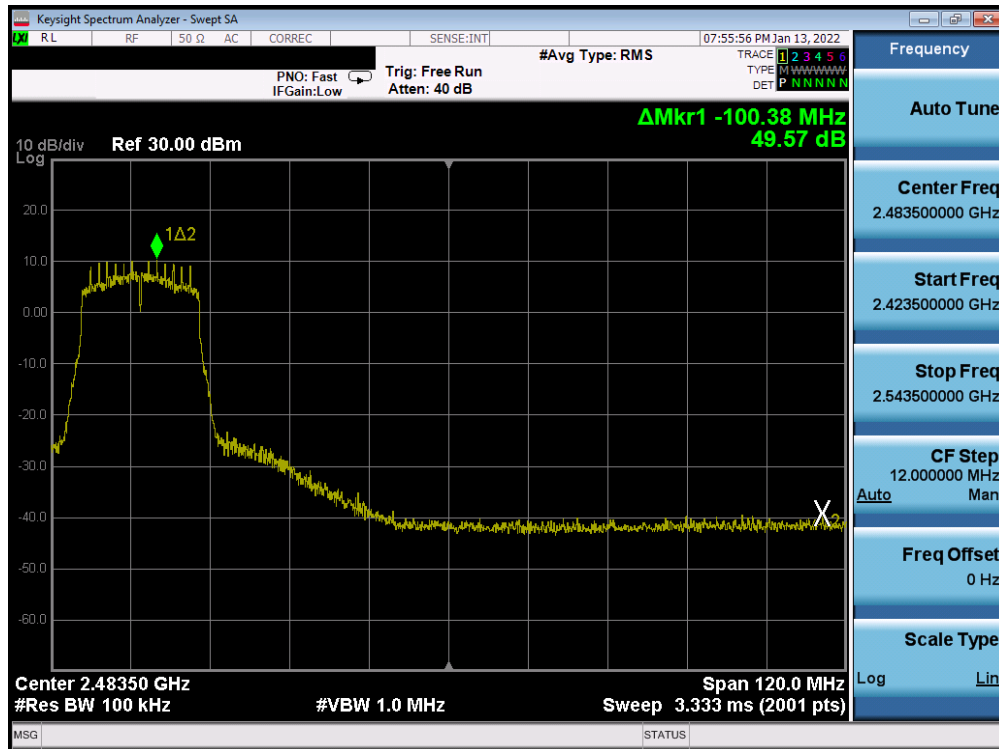 Keysight Spectrum Analyzer - Swept SA
LXI RL RF 50 Ω AC CORREC SENSE:INT 07:55:56 PM Jan 13, 2022
PNO: Fast Trig: Free Run #Avg Type: RMS TRACE 1 2 3 4 5 6
IFGain:Low Atten: 40 dB TYPE M WWWWW
DET P N N N N N
ΔMkr1 -100.38 MHz
49.57 dB
10 dB/div Ref 30.00 dBm
Log
20.0
1Δ2
10.0
0.00
-10.0
-20.0
-30.0
-40.0
X2
-50.0
-60.0
Center 2.48350 GHz Span 120.0 MHz
#Res BW 100 kHz #VBW 1.0 MHz Sweep 3.333 ms (2001 pts)
MSG STATUS
Frequency
Auto Tune
Center Freq
2.483500000 GHz
Start Freq
2.423500000 GHz
Stop Freq
2.543500000 GHz
CF Step
12.000000 MHz
Auto Man
Freq Offset
0 Hz
Scale Type
Log Lin